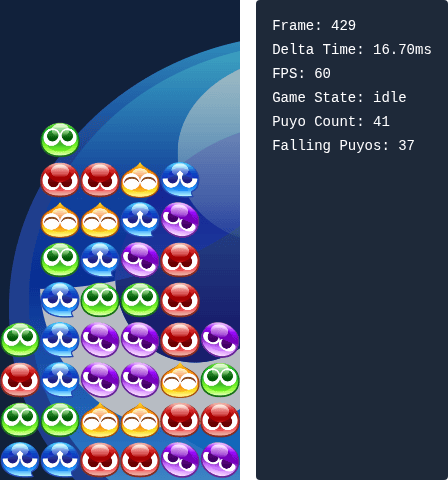 Frame: 429
Delta Time: 16.70ms
FPS: 60
Game State: idle
Puyo Count: 41
Falling Puyos: 37